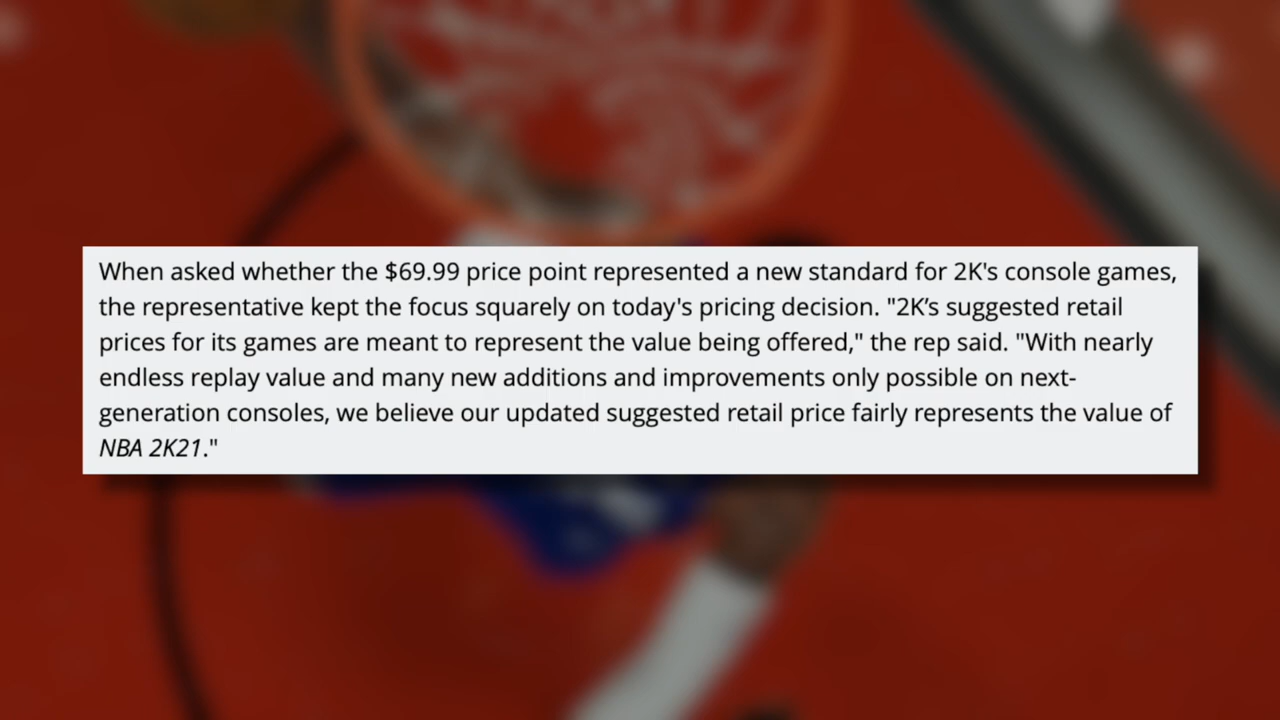 When asked whether the $69.99 price point represented a new standard for 2K's console games,
the representative kept the focus squarely on today's pricing decision. "2K’s suggested retail
prices for its games are meant to represent the value being offered," the rep said. "With nearly
endless replay value and many new additions and improvements only possible on next-
generation consoles, we believe our updated suggested retail price fairly represents the value of
NBA 2K21."